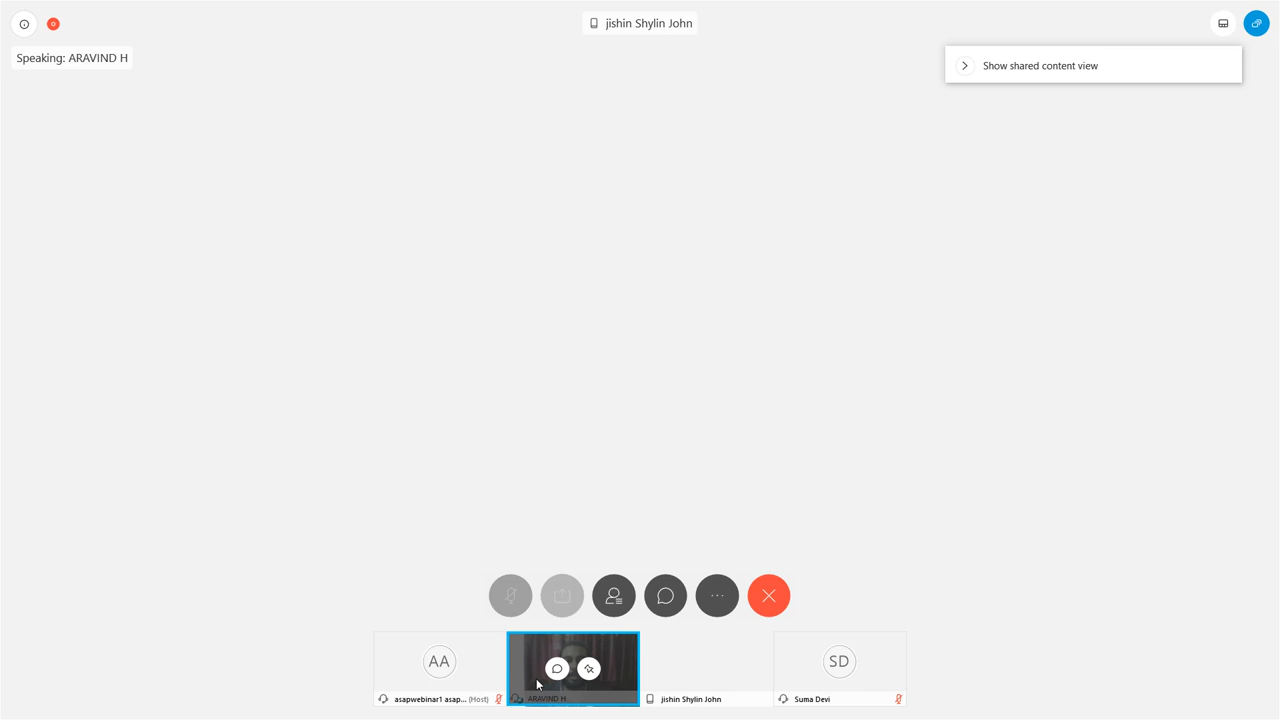 jishin Shylin John
Speaking: ARAVIND H
Show shared content view
AA
SD
asapwebinar1 asap... (Host)
ARAVIND H
jishin Shylin John
Suma Devi